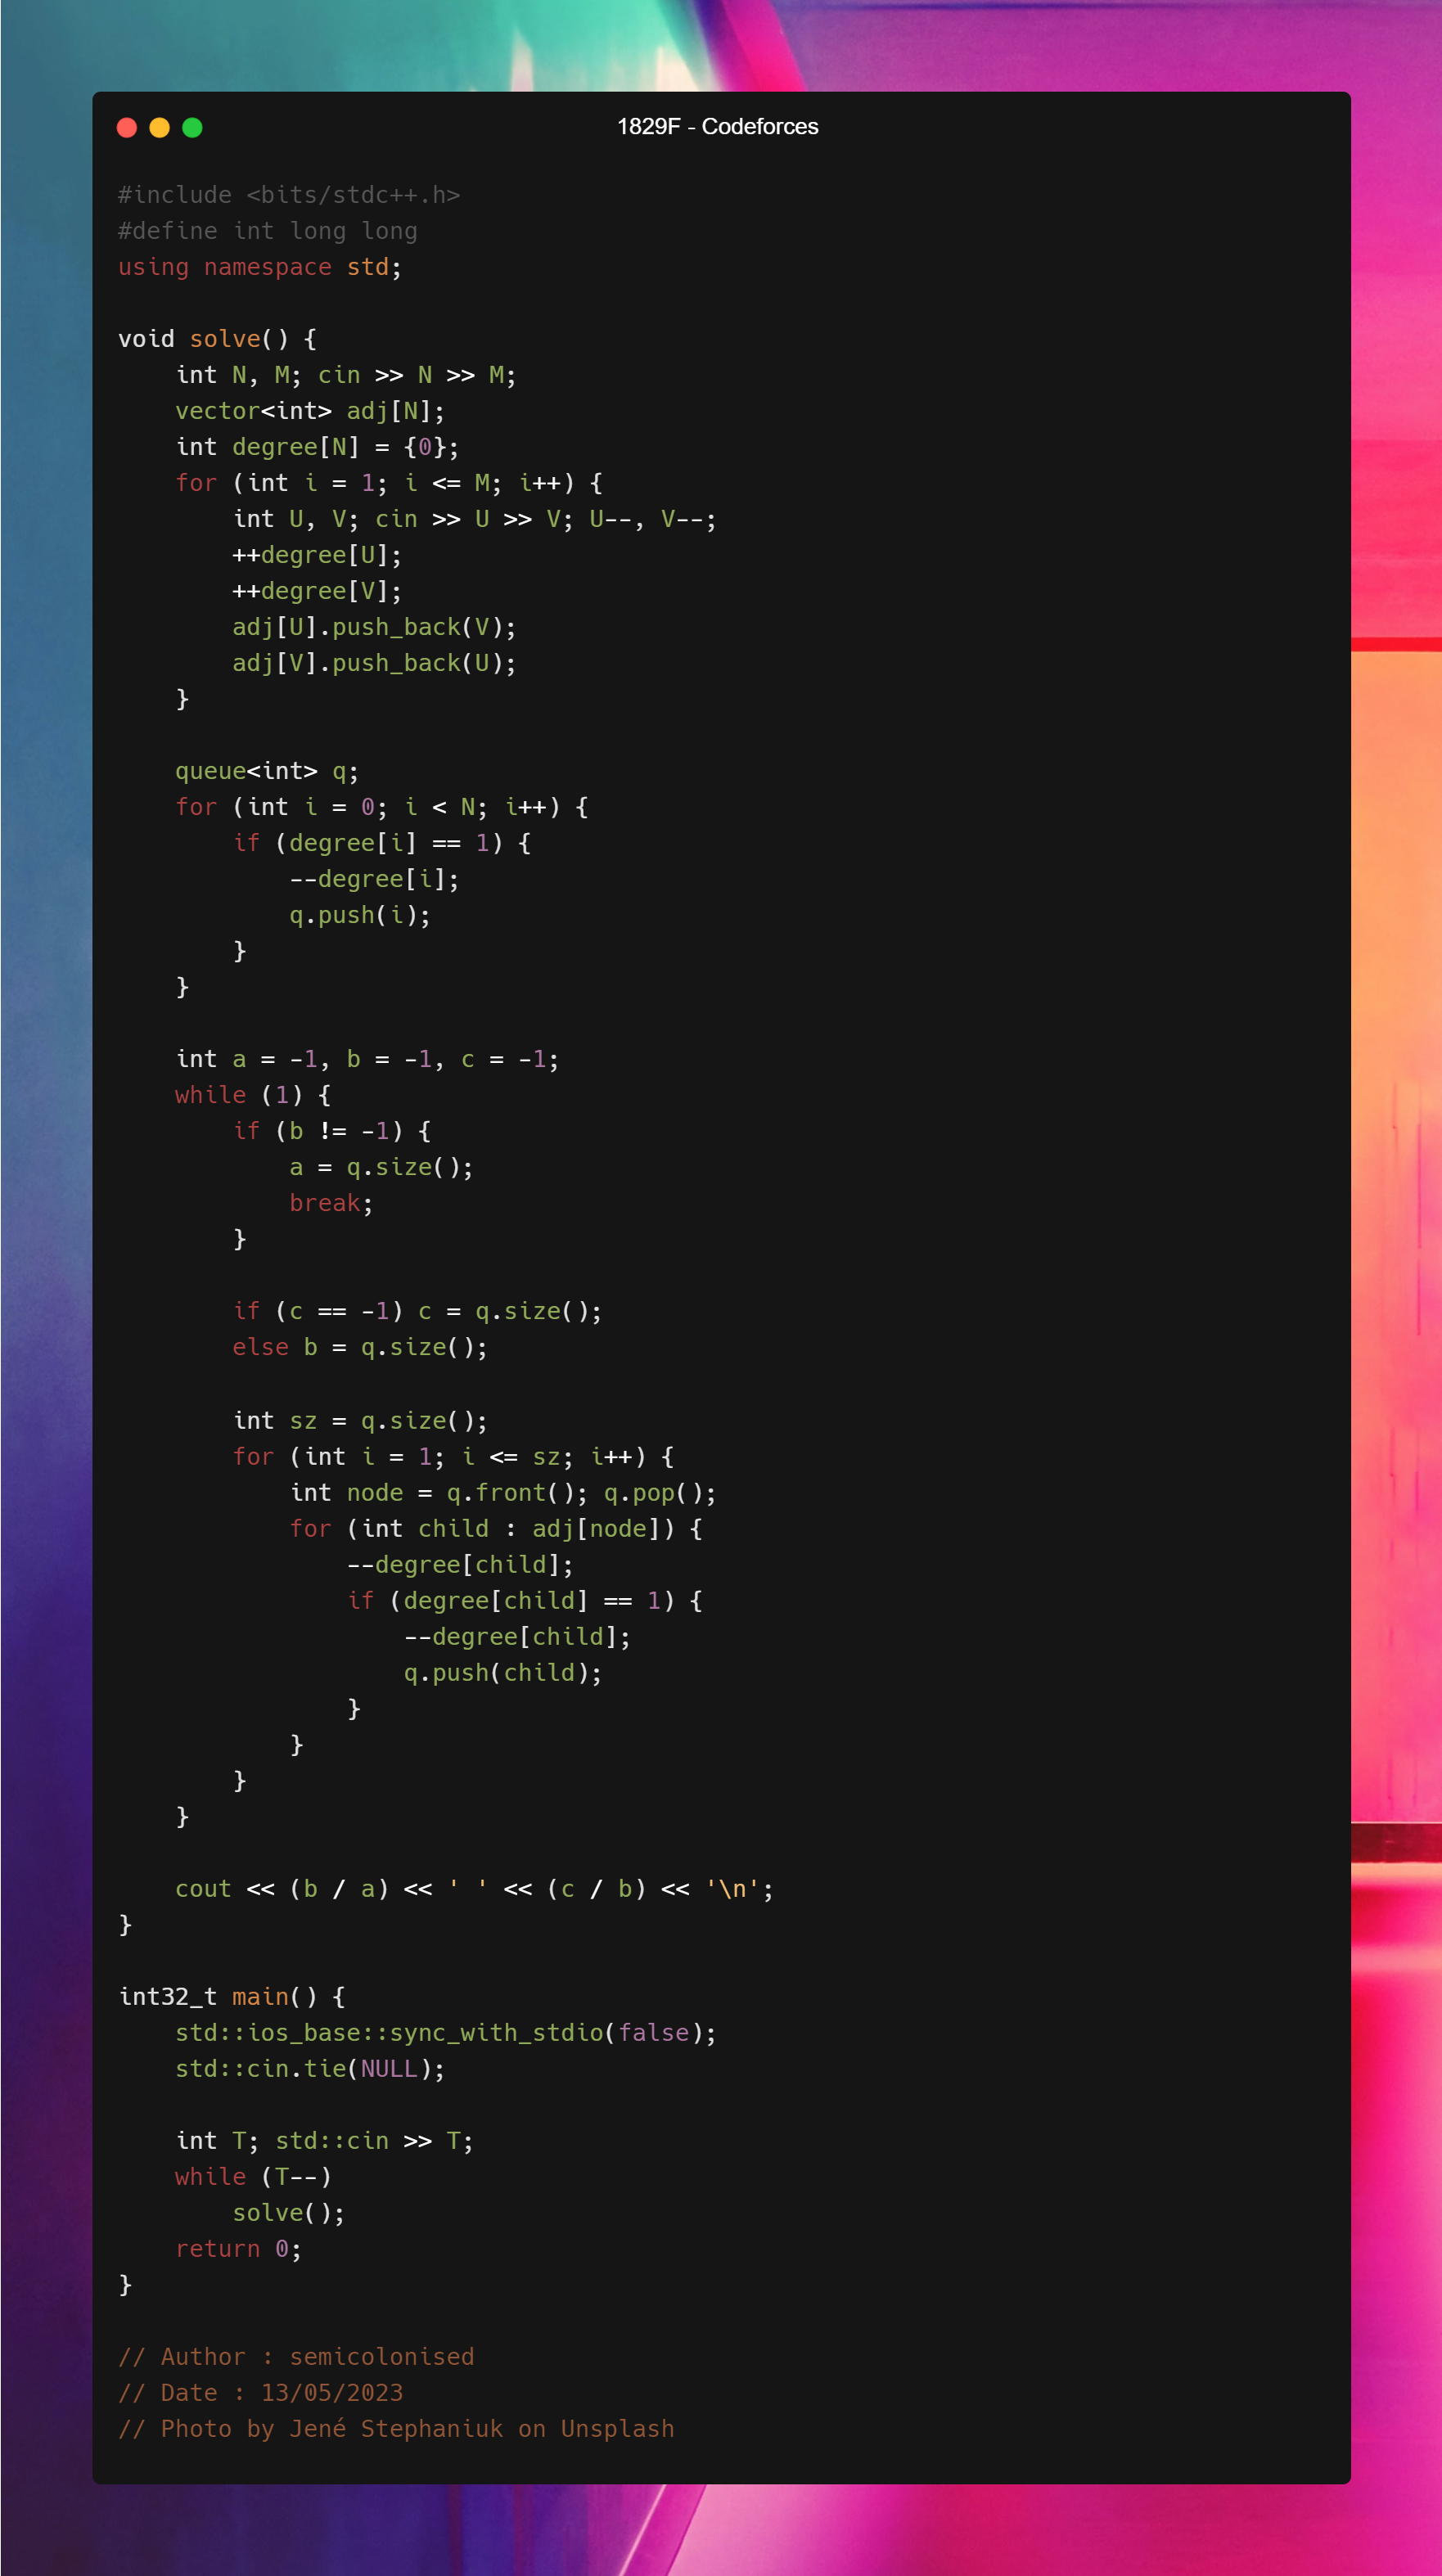 1829F - Codeforces
#include <bits/stdc++.h>
#define int long long
using namespace std;
void solve() {
    int N, M; cin >> N >> M;
    vector<int> adj[N];
    int degree[N] = {0};
    for (int i = 1; i <= M; i++) {
        int U, V; cin >> U >> V; U--, V--;
        ++degree[U];
        ++degree[V];
        adj[U].push_back(V);
        adj[V].push_back(U);
    }
    queue<int> q;
    for (int i = 0; i < N; i++) {
        if (degree[i] == 1) {
            --degree[i];
            q.push(i);
        }
    }
    int a = -1, b = -1, c = -1;
    while (1) {
        if (b != -1) {
            a = q.size();
            break;
        }
        if (c == -1) c = q.size();
        else b = q.size();
        int sz = q.size();
        for (int i = 1; i <= sz; i++) {
            int node = q.front(); q.pop();
            for (int child : adj[node]) {
                --degree[child];
                if (degree[child] == 1) {
                    --degree[child];
                    q.push(child);
                }
            }
        }
    }
    cout << (b / a) << ' ' << (c / b) << '\n';
}
int32_t main() {
    std::ios_base::sync_with_stdio(false);
    std::cin.tie(NULL);
    int T; std::cin >> T;
    while (T--)
        solve();
    return 0;
}
// Author : semicolonised
// Date : 13/05/2023
// Photo by Jené Stephaniuk on Unsplash